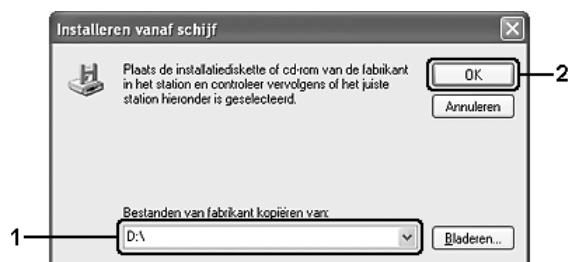 Installeren vanaf schijf
Plaats de installatiediskette of cd-rom van de fabrikant
in het station en controleer vervolgens of het juiste
station hieronder is geselecteerd.
OK
2
Annuleren
Bestanden van fabrikant kopiëren van:
1
D:\
Bladeren...